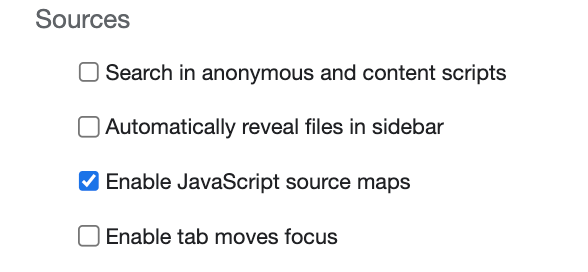 Sources
Search in anonymous and content scripts
Automatically reveal files in sidebar
Enable JavaScript source maps
Enable tab moves focus